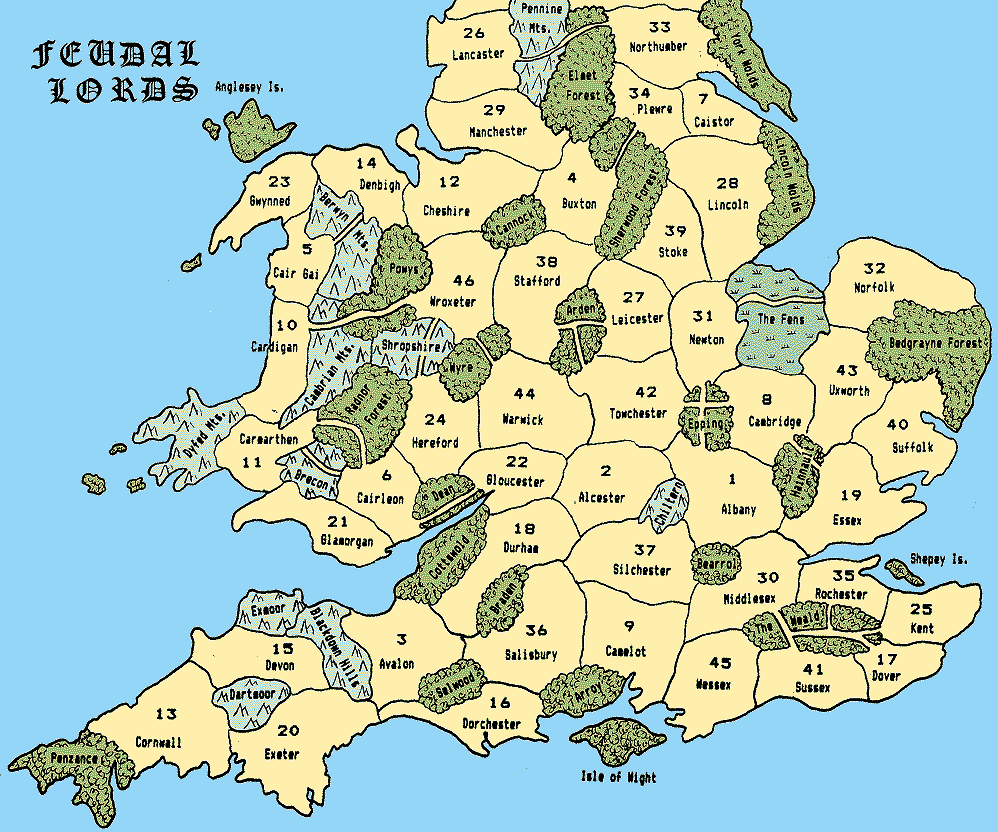 FEUDAL
LORDS
Anglesey Is.
Pennine
Mts.
26
Lancaster
33
Northumber
York Wolds
Elmet
Forest
34
Plewre
7
Caistor
29
Manchester
Lincoln Wolds
14
Denbigh
23
Gwynned
12
Cheshire
4
Buxton
28
Lincoln
Sherwood Forest
Berwyn Mts.
Cannock
39
Stoke
5
Cair Gai
Powys
38
Stafford
46
Wroxeter
32
Norfolk
27
Leicester
Arden
31
Newton
The Fens
10
Cardigan
Shropshire
Bedgrayne Forest
Wyre
43
Uxworth
Cambrian Mts.
Radnor Forest
44
Warwick
42
Towchester
8
Cambridge
Dyfed Mts.
24
Hereford
Epping
40
Suffolk
Carmarthen
11
Brecon
6
Cairleon
22
Gloucester
2
Alcester
1
Albany
Hainault
Dean
Chiltern
19
Essex
21
Glamorgan
18
Durham
Cottswold
37
Silchester
Bearrol
Shepey Is.
30
Middlesex
35
Rochester
Braden
Exmoor
Blackdown Hills
The Weald
25
Kent
15
Devon
3
Avalon
36
Salisbury
9
Camelot
45
Wessex
41
Sussex
17
Dover
Dartmoor
Selwood
Arroy
16
Dorchester
13
Cornwall
20
Exeter
Penzance
Isle of Wight